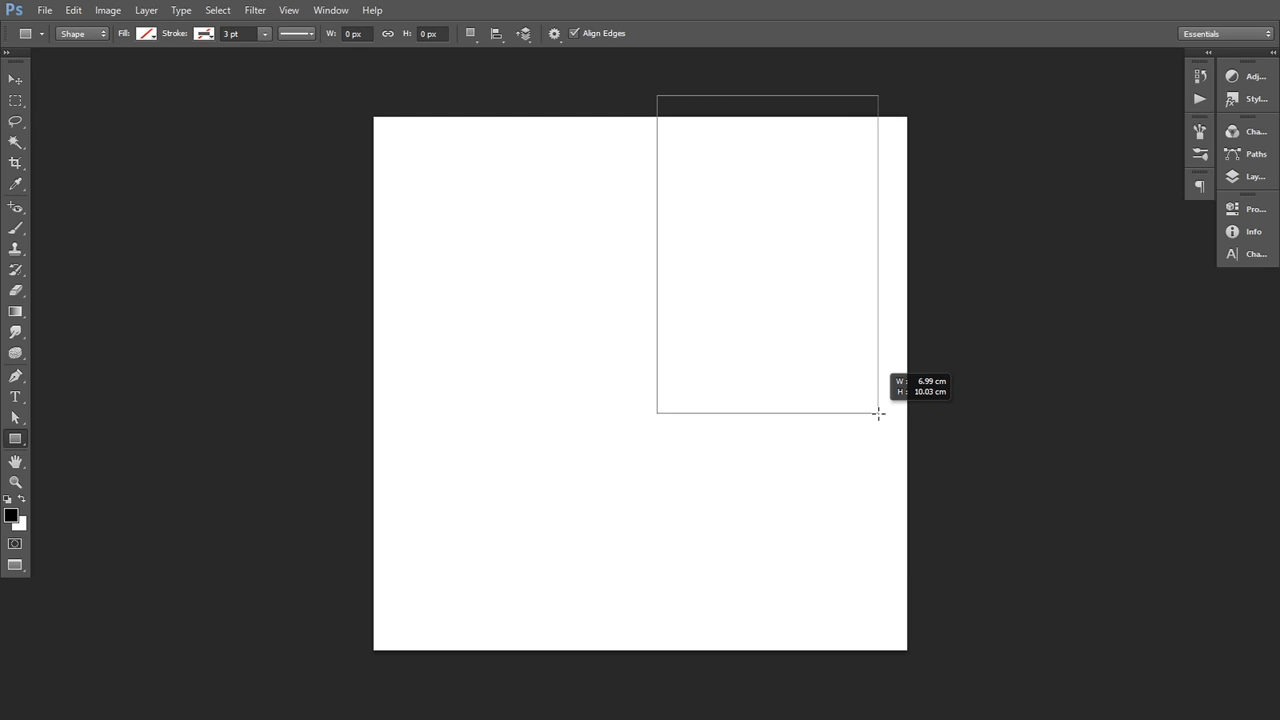 Ps File Edit Image Layer Type Select Filter View Window Help
Shape Fill: Stroke: 3 pt W: 0 px H: 0 px Align Edges Essentials
Adj...
Styl...
Cha...
Paths
Lay...
Pro...
Info
Cha...
W : 6.99 cm
H : 10.03 cm